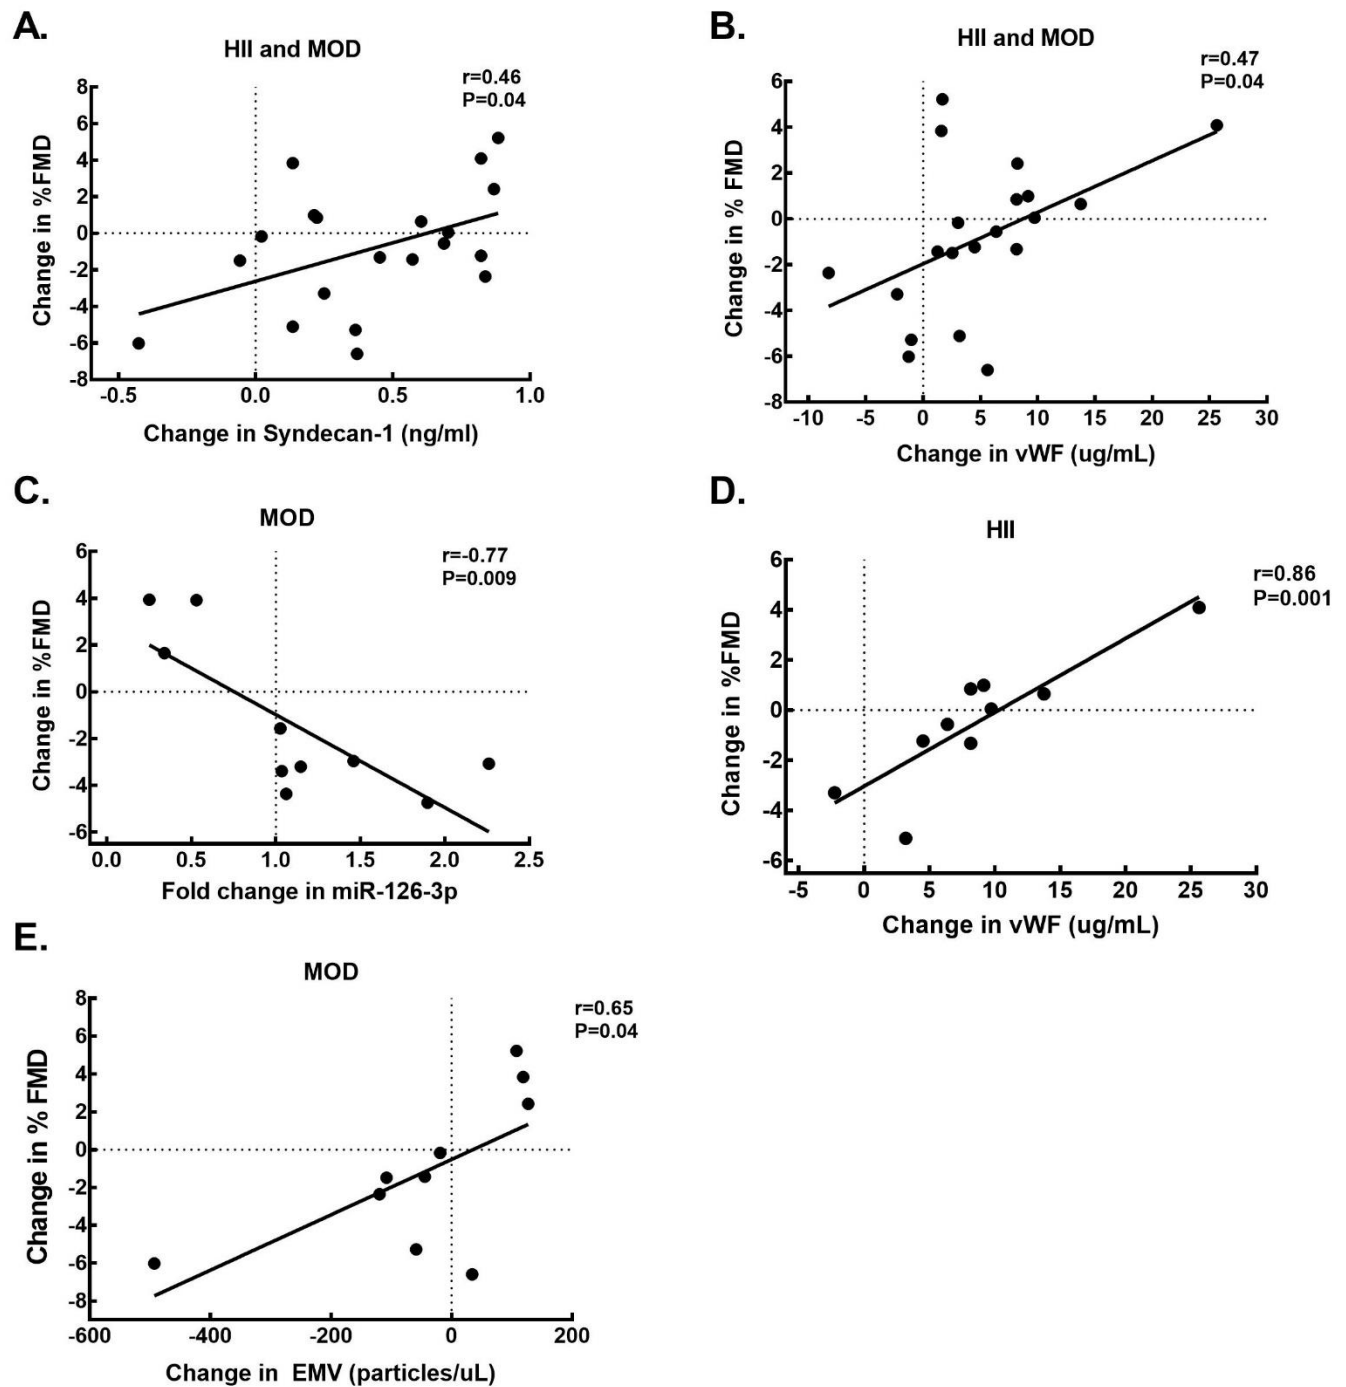 A.
HII and MOD
r=0.46
P=0.04
8
6
4
2
0
-2
-4
-6
-8
Change in %FMD
-0.5 0.0 0.5 1.0
Change in Syndecan-1 (ng/ml)
B.
HII and MOD
r=0.47
P=0.04
6
4
2
0
-2
-4
-6
-8
Change in % FMD
-10 -5 0 5 10 15 20 25 30
Change in vWF (ug/mL)
C.
MOD
r=-0.77
P=0.009
6
4
2
0
-2
-4
-6
Change in %FMD
0.0 0.5 1.0 1.5 2.0 2.5
Fold change in miR-126-3p
D.
HII
r=0.86
P=0.001
6
4
2
0
-2
-4
-6
Change in %FMD
-5 0 5 10 15 20 25 30
Change in vWF (ug/mL)
E.
MOD
r=0.65
P=0.04
8
6
4
2
0
-2
-4
-6
-8
Change in % FMD
-600 -400 -200 0 200
Change in EMV (particles/uL)